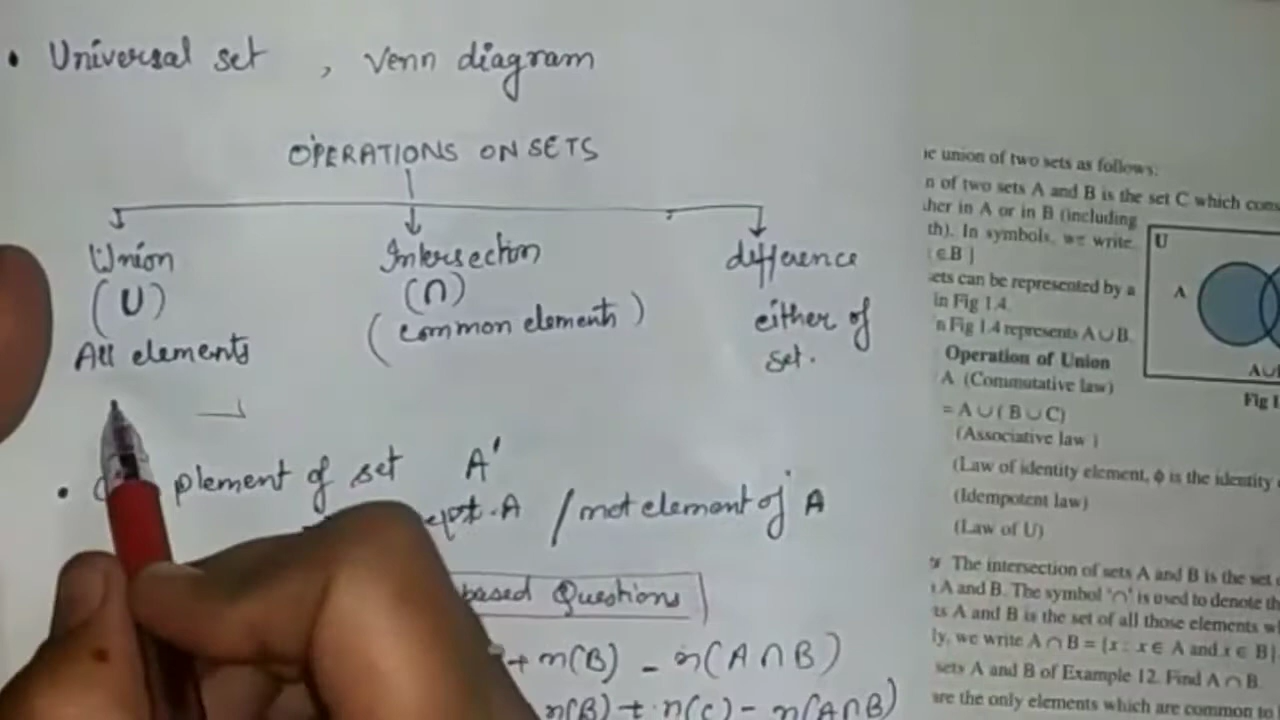 • Universal set , Venn diagram
OPERATIONS ON SETS
Union
(U)
All elements
Intersection
(∩)
(common elements)
difference
either of
set.
• plement of set A'
ept A / not element of A
based Questions
+ n(B) - n(A∩B)
n(B) + n(C) - n(A∩B)
ic union of two sets as follows:
n of two sets A and B is the set C which cons
her in A or in B (including
th). In symbols, we write
∈B }
sets can be represented by a
in Fig 1.4.
n Fig 1.4 represents A∪B.
U
A
A∪
Fig 1
Operation of Union
A (Commutative law)
= A∪(B∪C)
(Associative law )
(Law of identity element, ϕ is the identity
(Idempotent law)
(Law of U)
The intersection of sets A and B is the set
A and B. The symbol '∩' is used to denote th
ts A and B is the set of all those elements w
ly, we write A∩B = {x : x∈A and x∈B}
sets A and B of Example 12. Find A∩B.
are the only elements which are common to